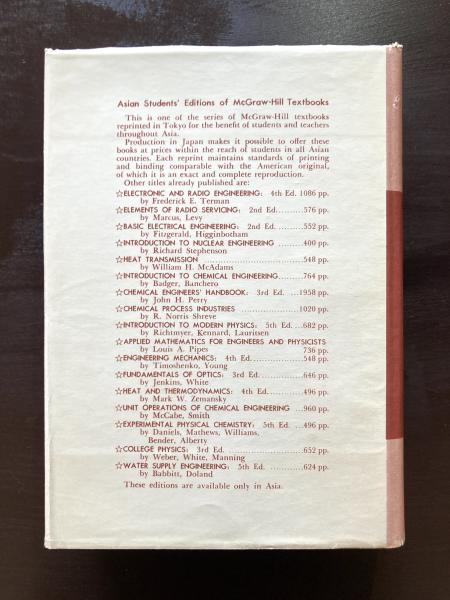 Asian Students' Editions of McGraw-Hill Textbooks
This is one of the series of McGraw-Hill textbooks
reprinted in Tokyo for the benefit of students and teachers
throughout Asia.
Production in Japan makes it possible to offer these
books at prices within the reach of students in all Asian
countries. Each reprint maintains standards of printing
and binding comparable with the American original,
of which it is an exact and complete reproduction.
Other titles already published are:
☆ELECTRONIC AND RADIO ENGINEERING: 4th Ed. 1086 pp.
by Frederick E. Terman
☆ELEMENTS OF RADIO SERVICING: 2nd Ed.........576 pp.
by Marcus, Levy
☆BASIC ELECTRICAL ENGINEERING: 2nd Ed. ......552 pp.
by Fitzgerald, Higginbotham
☆INTRODUCTION TO NUCLEAR ENGINEERING .......400 pp.
by Richard Stephenson
☆HEAT TRANSMISSION ..........................548 pp.
by William H. McAdams
☆INTRODUCTION TO CHEMICAL ENGINEERING.......764 pp.
by Badger, Banchero
☆CHEMICAL ENGINEERS' HANDBOOK: 3rd Ed. ...1958 pp.
by John H. Perry
☆CHEMICAL PROCESS INDUSTRIES ...............1020 pp.
by R. Norris Shreve
☆INTRODUCTION TO MODERN PHYSICS: 5th Ed. ...682 pp.
by Richtmyer, Kennard, Lauritsen
☆APPLIED MATHEMATICS FOR ENGINEERS AND PHYSICISTS
by Louis A. Pipes 736 pp.
☆ENGINEERING MECHANICS: 4th Ed...............548 pp.
by Timoshenko, Young
☆FUNDAMENTALS OF OPTICS: 3rd Ed..............646 pp.
by Jenkins, White
☆HEAT AND THERMODYNAMICS: 4th Ed.............496 pp.
by Mark W. Zemansky
☆UNIT OPERATIONS OF CHEMICAL ENGINEERING ...960 pp.
by McCabe, Smith
☆EXPERIMENTAL PHYSICAL CHEMISTRY: 5th Ed. ...496 pp.
by Daniels, Mathews, Williams,
Bender, Alberty
☆COLLEGE PHYSICS: 3rd Ed. ....................652 pp.
by Weber, White, Manning
☆WATER SUPPLY ENGINEERING: 5th Ed. ..........624 pp.
by Babbitt, Doland
These editions are available only in Asia.